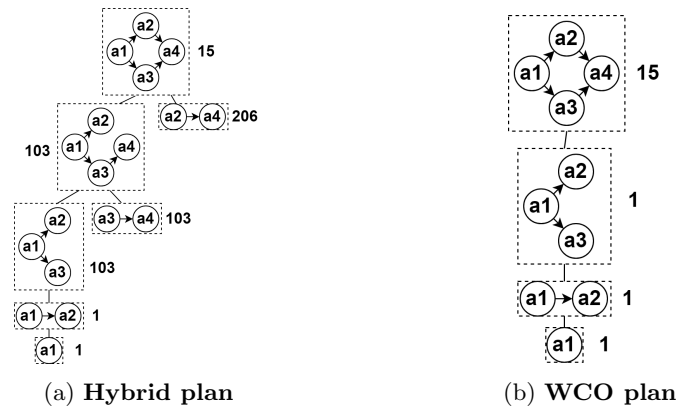 a2
a1 a4 15
a3
a2 a4 206
a2
103 a1 a4
a3
a2 a3 a4 103
a1
a3 103
a1 a2 1
a1 1
(a) Hybrid plan
a2
a1 a4 15
a3
a2
a1 1
a3
a1 a2 1
a1 1
(b) WCO plan